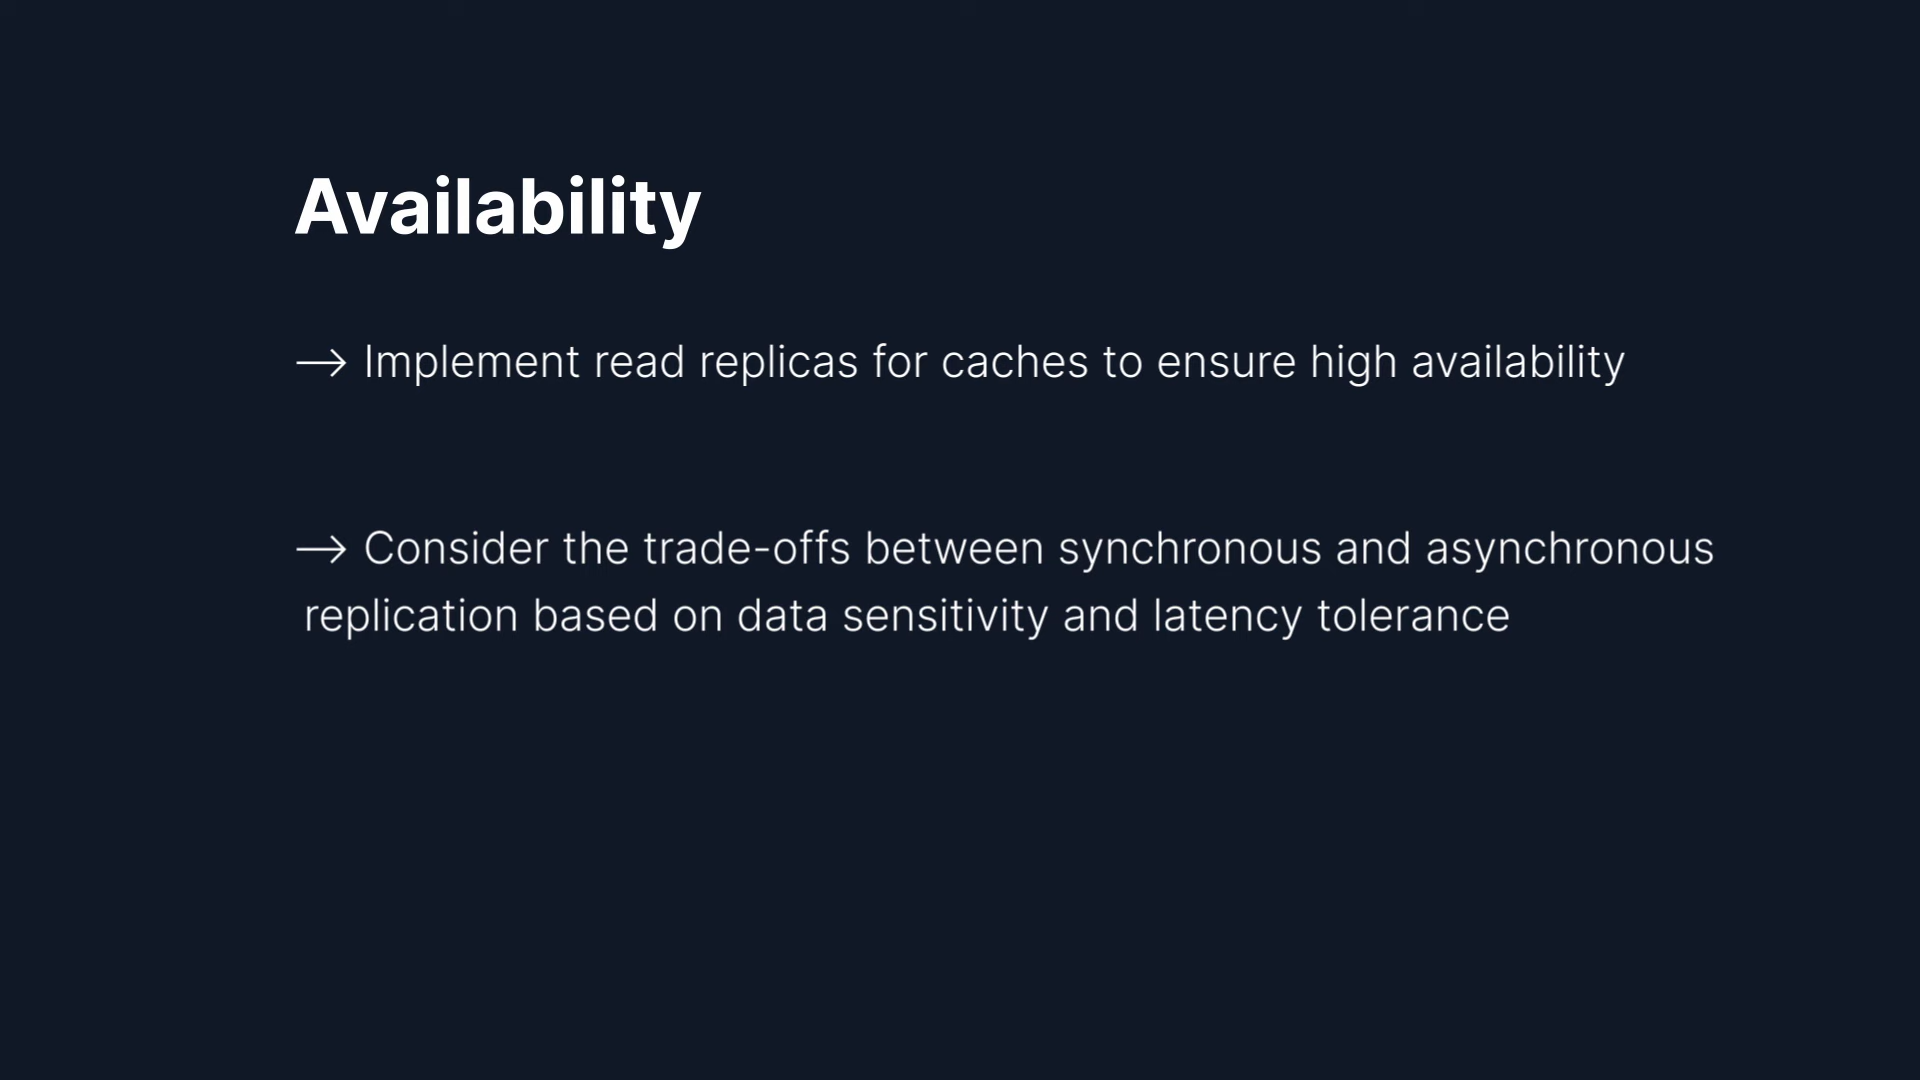 Availability
→ Implement read replicas for caches to ensure high availability
→ Consider the trade-offs between synchronous and asynchronous
replication based on data sensitivity and latency tolerance